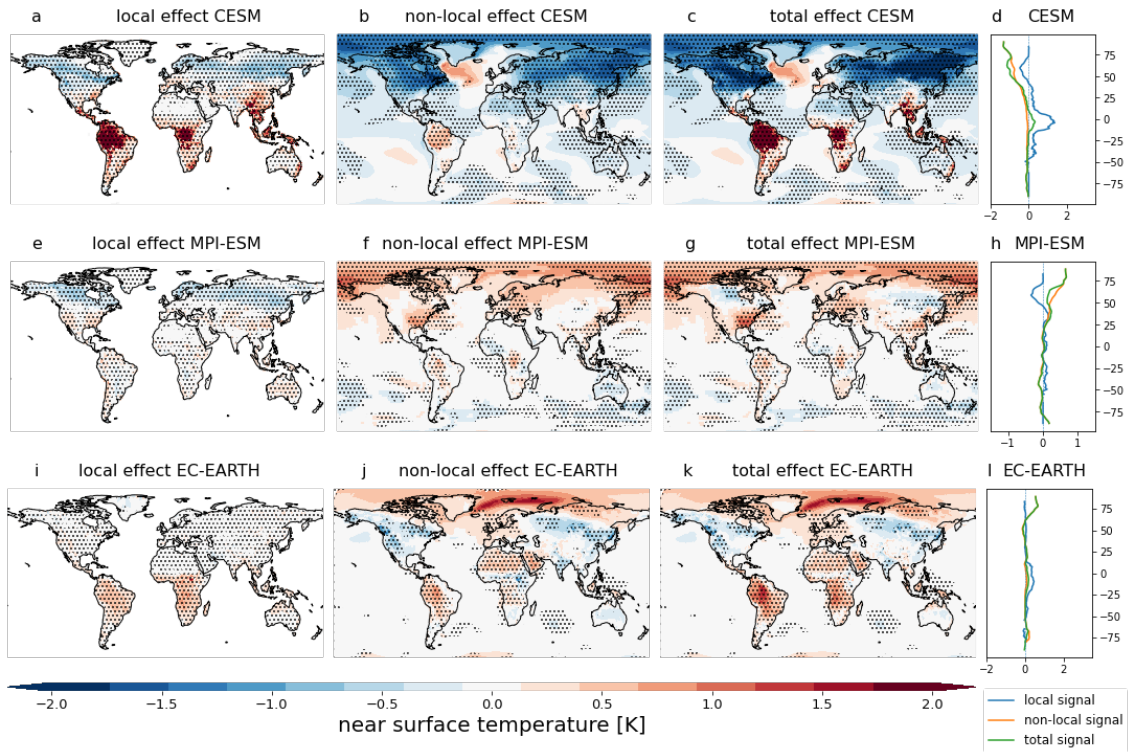 a local effect CESM
b non-local effect CESM
c total effect CESM
d CESM
75
50
25
0
−25
−50
−75
−2 0 2
e local effect MPI-ESM
f non-local effect MPI-ESM
g total effect MPI-ESM
h MPI-ESM
75
50
25
0
−25
−50
−75
−1 0 1
i local effect EC-EARTH
j non-local effect EC-EARTH
k total effect EC-EARTH
l EC-EARTH
75
50
25
0
−25
−50
−75
−2 0 2
−2.0 −1.5 −1.0 −0.5 0.0 0.5 1.0 1.5 2.0
near surface temperature [K]
local signal
non-local signal
total signal